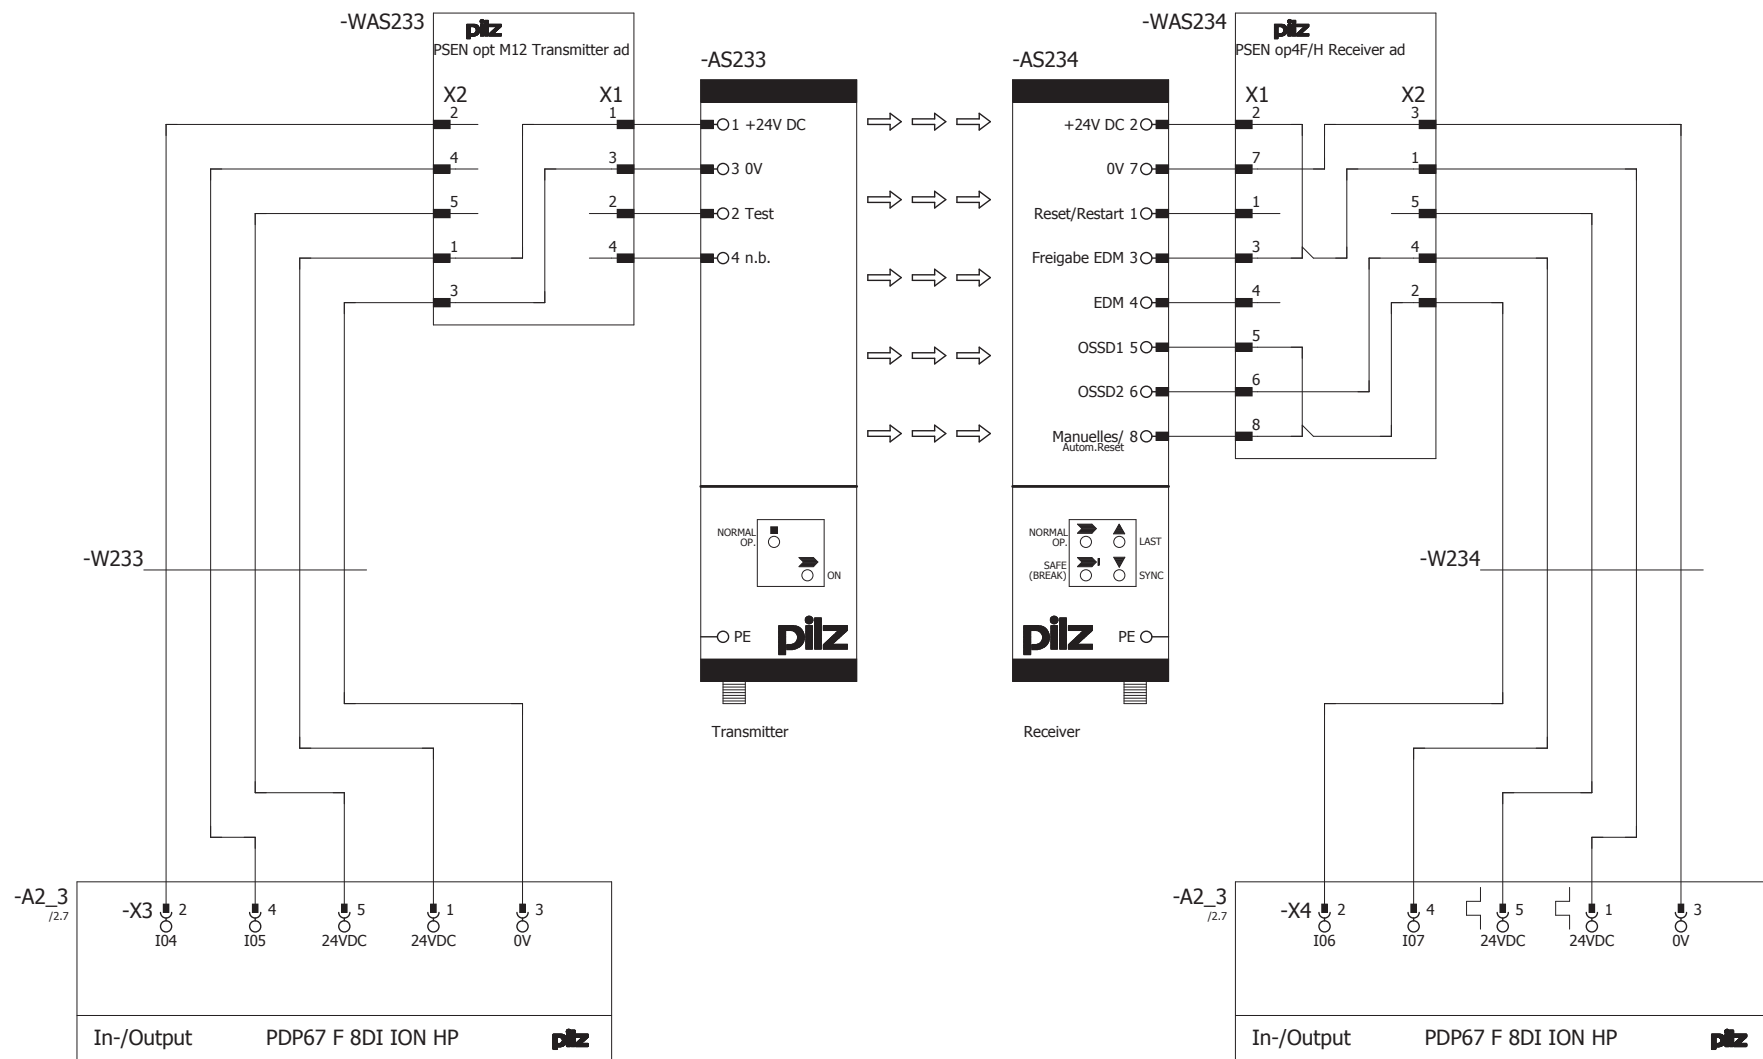 -WAS233
pilz
PSEN opt M12 Transmitter ad
X2
X1
2
4
5
1
3
1
3
2
4
-AS233
1 +24V DC
3 0V
2 Test
4 n.b.
NORMAL
OP.
ON
PE
pilz
Transmitter
-AS234
+24V DC 2
0V 7
Reset/Restart 1
Freigabe EDM 3
EDM 4
OSSD1 5
OSSD2 6
Manuelles/ 8
Autom.Reset
NORMAL
OP.
LAST
SAFE
(BREAK)
SYNC
pilz
PE
Receiver
-WAS234
pilz
PSEN op4F/H Receiver ad
X1
X2
2
7
1
3
4
5
6
8
3
1
5
4
2
-W233
-W234
-A2_3
/2.7
-X3
2
4
5
1
3
I04
I05
24VDC
24VDC
0V
In-/Output
PDP67 F 8DI ION HP
pilz
-A2_3
/2.7
-X4
2
4
5
1
3
I06
I07
24VDC
24VDC
0V
In-/Output
PDP67 F 8DI ION HP
pilz